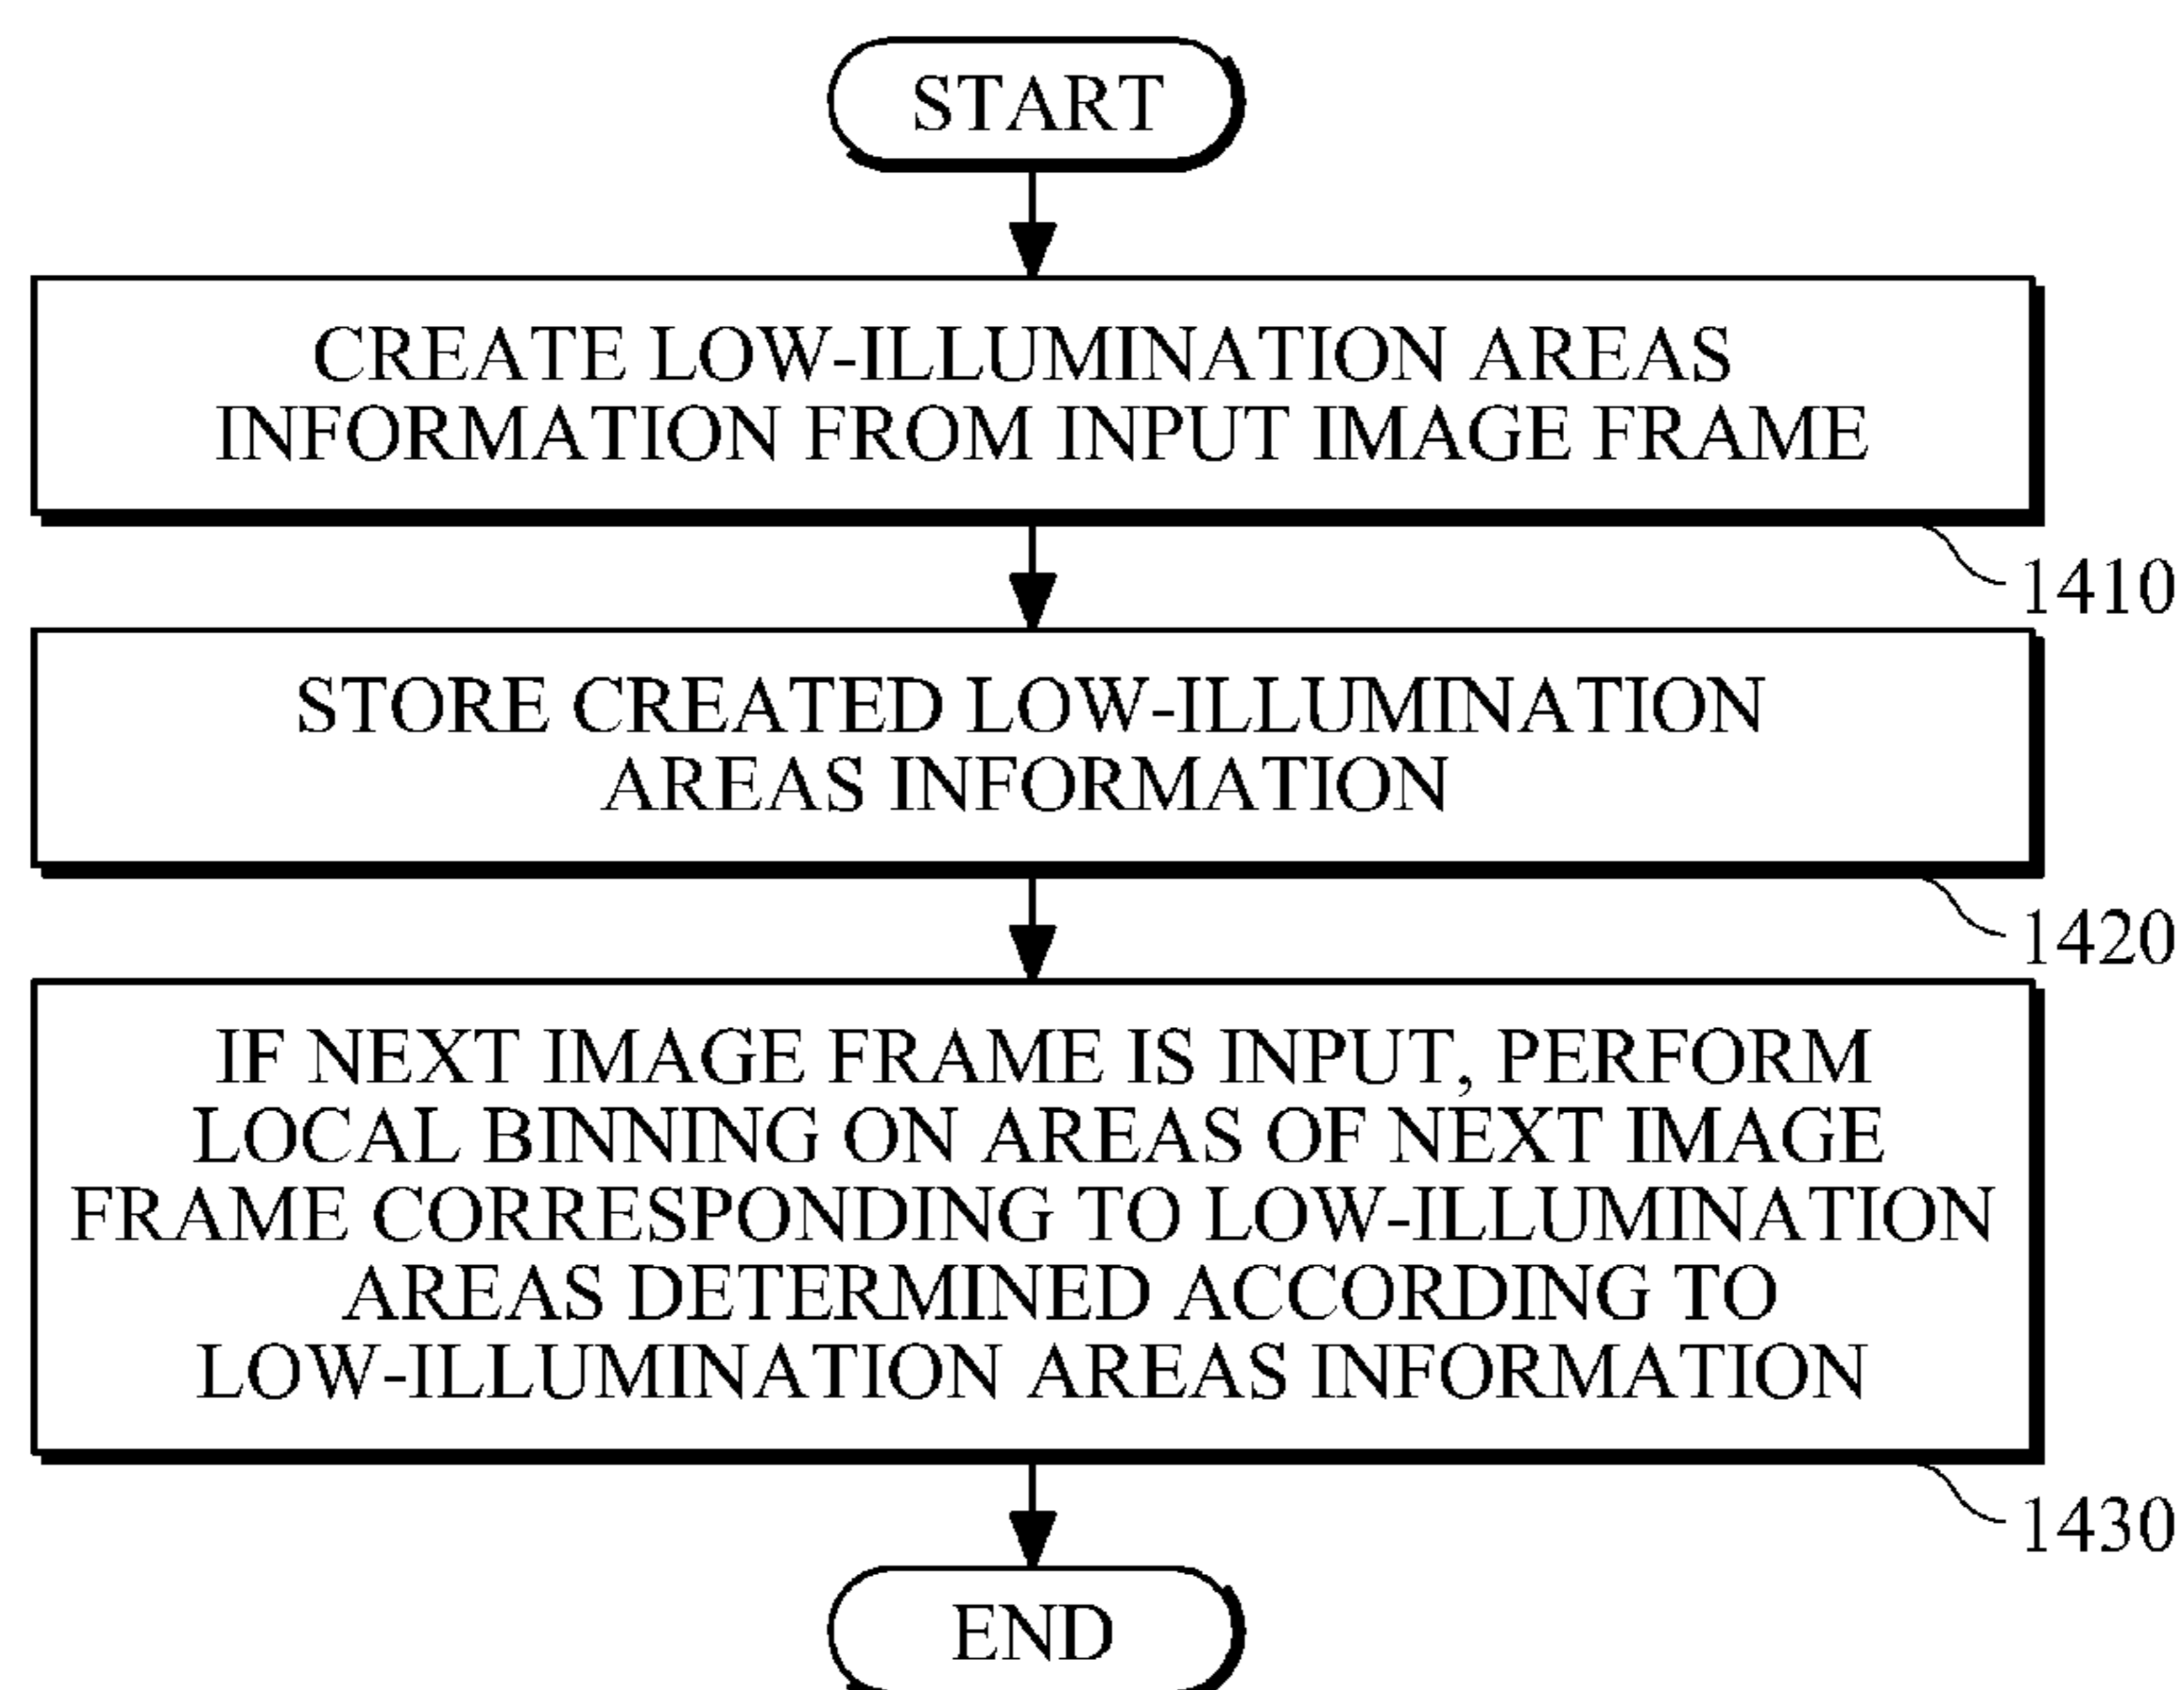 START
CREATE LOW-ILLUMINATION AREAS
INFORMATION FROM INPUT IMAGE FRAME
1410
STORE CREATED LOW-ILLUMINATION
AREAS INFORMATION
1420
IF NEXT IMAGE FRAME IS INPUT, PERFORM
LOCAL BINNING ON AREAS OF NEXT IMAGE
FRAME CORRESPONDING TO LOW-ILLUMINATION
AREAS DETERMINED ACCORDING TO
LOW-ILLUMINATION AREAS INFORMATION
1430
END